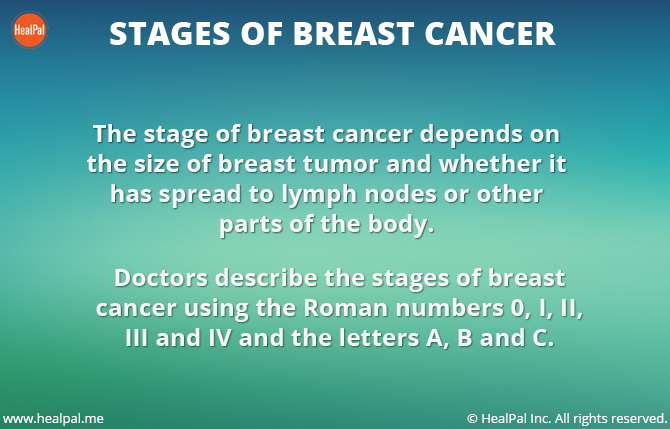 HealPal
STAGES OF BREAST CANCER
The stage of breast cancer depends on
the size of breast tumor and whether it
has spread to lymph nodes or other
parts of the body.
Doctors describe the stages of breast
cancer using the Roman numbers 0, I, II,
III and IV and the letters A, B and C.
www.healpal.me
© HealPal Inc. All rights reserved.